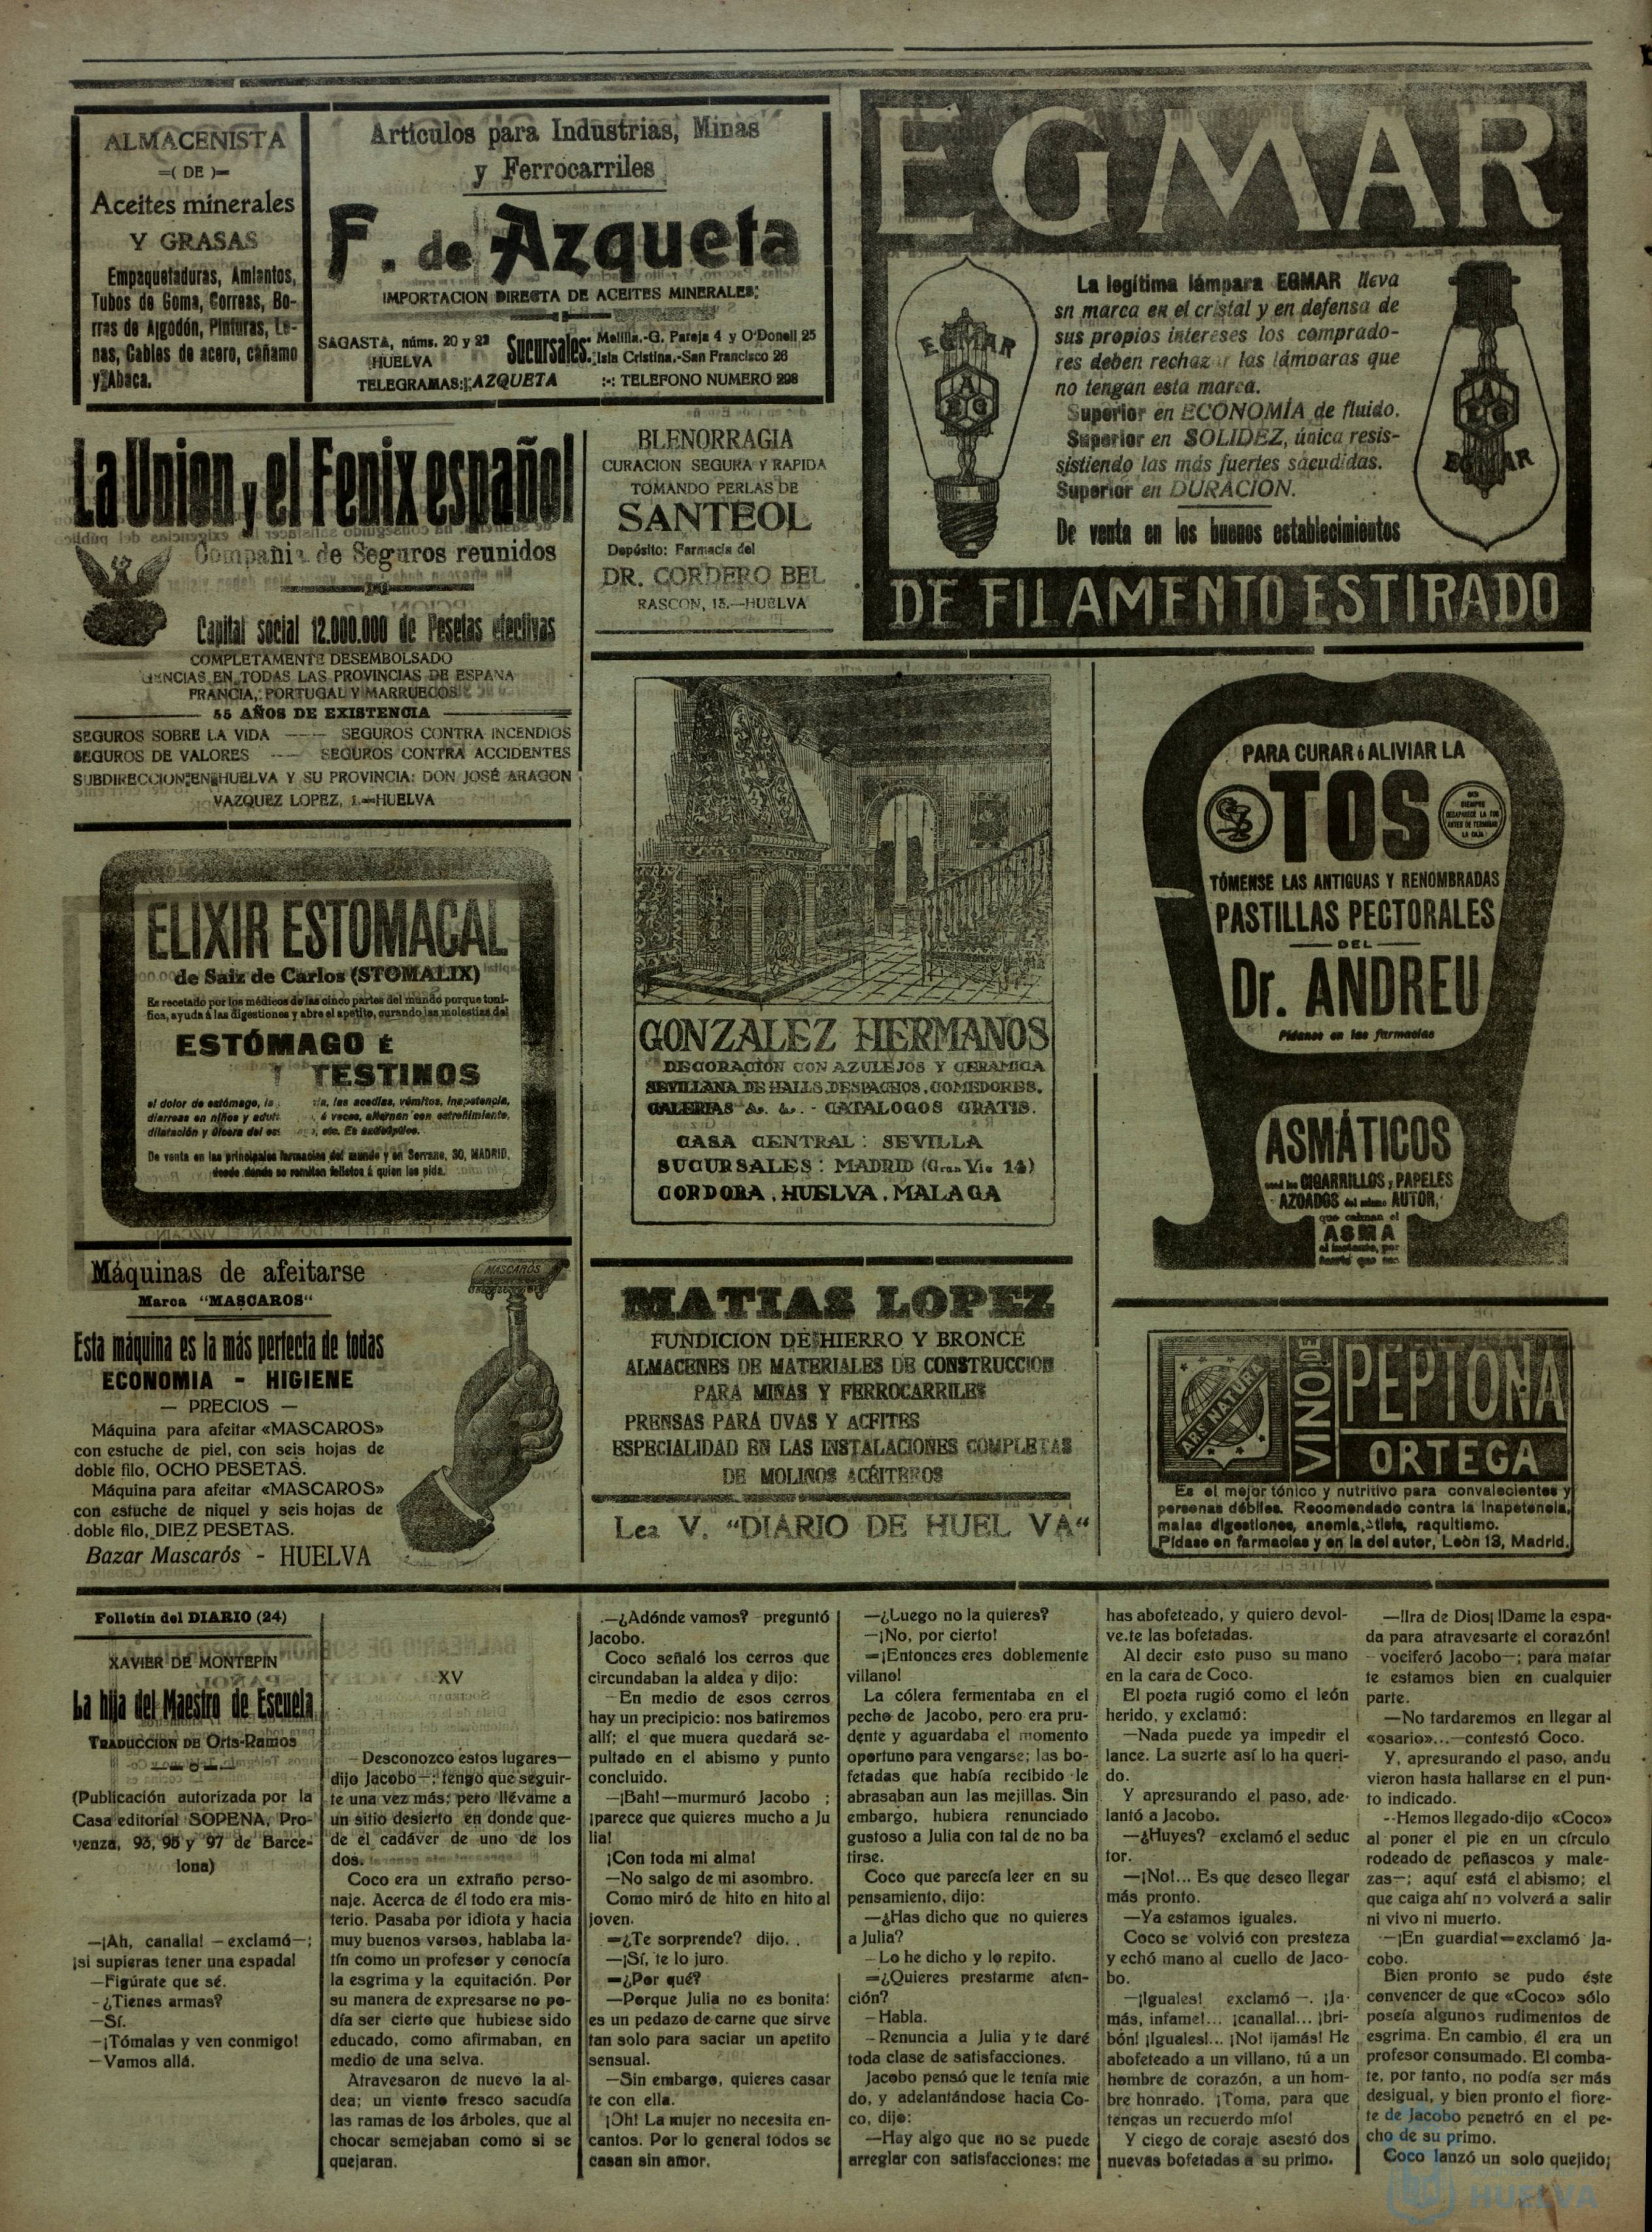 ALMACENISTA
=( DE )=
Aceites minerales
Y GRASAS
Empaquetaduras, Amiantos,
Tubos de Goma, Correas, Bo-
rras de Algodón, Pinturas, Le-
nas, Cables de acero, cáñamo
y Abaca.
Artículos para Industrias, Minas
y Ferrocarriles
F. de Azqueta
IMPORTACION DIRECTA DE ACEITES MINERALES;
SAGASTA, núms. 20 y 22
HUELVA
Sucursales:
Melilla.-G. Pareja 4 y O'Donell 25
Isla Cristina.-San Francisco 26
TELEGRAMAS: AZQUETA :-: TELEFONO NUMERO 298
EGMAR
La legítima lámpara EGMAR lleva
sn marca en el cristal y en defensa de
sus propios intereses los comprado-
res deben rechazar las lámparas que
no tengan esta marca.
Superior en ECONOMÍA de fluido.
Superior en SOLIDEZ, única resis-
sistiendo las más fuertes sacudidas.
Superior en DURACION.
De venta en los buenos establecimientos
EGMAR
AEG
AEG
EGMAR
DE FILAMENTO ESTIRADO
La Union y el Fenix español
Compañia de Seguros reunidos
Capital social 12.000.000 de Pesetas efectivas
COMPLETAMENTE DESEMBOLSADO
ENCIAS EN TODAS LAS PROVINCIAS DE ESPAÑA
FRANCIA, PORTUGAL Y MARRUECOS
55 AÑOS DE EXISTENCIA
SEGUROS SOBRE LA VIDA --- SEGUROS CONTRA INCENDIOS
SEGUROS DE VALORES --- SEGUROS CONTRA ACCIDENTES
SUBDIRECCION EN HUELVA Y SU PROVINCIA: DON JOSÉ ARAGON
VAZQUEZ LOPEZ, 1.—HUELVA
BLENORRAGIA
CURACION SEGURA Y RAPIDA
TOMANDO PERLAS DE
SANTEOL
Depósito: Farmacia del
DR. CORDERO BEL
RASCON, 15.—HUELVA
ELIXIR ESTOMACAL
de Saiz de Carlos (STOMALIX)
Es recetado por los médicos de las cinco partes del mundo porque toni-
fica, ayuda á las digestiones y abre el apetito, curando las molestias del
ESTÓMAGO É
TESTINOS
el dolor de estómago, la
las acedías, vómitos, inapetencia,
diarreas en niños y adul
á veces, alternan con estreñimiento,
dilatación y úlcera del es
, etc. Es antiséptico.
De venta en las principales farmacias del mundo y en Serrano, 30, MADRID,
desde donde se remiten folletos á quien los pida.
GONZALEZ HERMANOS
DECORACION CON AZULEJOS Y CERAMICA
SEVILLANA DE HALLS, DESPACHOS, COMEDORES,
GALERIAS &. &. - CATALOGOS GRATIS.
CASA CENTRAL: SEVILLA
SUCURSALES: MADRID (Gran Vía 14)
CORDOBA, HUELVA, MALAGA
PARA CURAR ó ALIVIAR LA
TOS
TÓMENSE LAS ANTIGUAS Y RENOMBRADAS
PASTILLAS PECTORALES
DEL
Dr. ANDREU
Pídanse en las farmacias
ASMÁTICOS
CIGARRILLOS y PAPELES
AZOADOS del mismo AUTOR,
que calman el
ASMA
Máquinas de afeitarse
Marca "MASCAROS"
Esta máquina es la más perfecta de todas
ECONOMIA - HIGIENE
— PRECIOS —
Máquina para afeitar «MASCAROS»
con estuche de piel, con seis hojas de
doble filo, OCHO PESETAS.
Máquina para afeitar «MASCAROS»
con estuche de niquel y seis hojas de
doble filo, DIEZ PESETAS.
Bazar Mascarós - HUELVA
MASCARÓS
MATIAS LOPEZ
FUNDICION DE HIERRO Y BRONCE
ALMACENES DE MATERIALES DE CONSTRUCCION
PARA MINAS Y FERROCARRILES
PRENSAS PARA UVAS Y ACEITES
ESPECIALIDAD EN LAS INSTALACIONES COMPLETAS
DE MOLINOS ACEITEROS
Lea V. "DIARIO DE HUEL VA"
ARS NATURA
VINO DE
PEPTONA
ORTEGA
Es el mejor tónico y nutritivo para convalecientes y
personas débiles. Recomendado contra la inapetencia,
malas digestiones, anemia, tisis, raquitismo.
Pídase en farmacias y en la del autor, León 13, Madrid.
Folletín del DIARIO (24)
XAVIER DE MONTEPIN
La hija del Maestro de Escuela
TRADUCCION DE Orts-Ramos
(Publicación autorizada por la
Casa editorial SOPENA, Pro-
venza, 93, 95 y 97 de Barce-
lona)
—¡Ah, canalla! —exclamó—;
¡si supieras tener una espada!
—Figúrate que sé.
-¿Tienes armas?
—Sí.
—¡Tómalas y ven conmigo!
—Vamos allá.
XV
—Desconozco estos lugares—
dijo Jacobo—; tengo que seguir-
te una vez más; pero llévame a
un sitio desierto en donde que-
de el cadáver de uno de los
dos.
Coco era un extraño perso-
naje. Acerca de él todo era mis-
terio. Pasaba por idiota y hacia
muy buenos versos, hablaba la-
tín como un profesor y conocía
la esgrima y la equitación. Por
su manera de expresarse no po-
día ser cierto que hubiese sido
educado, como afirmaban, en
medio de una selva.
Atravesaron de nuevo la al-
dea; un viento fresco sacudía
las ramas de los árboles, que al
chocar semejaban como si se
quejaran.
—¿Adónde vamos? preguntó
Jacobo.
Coco señaló los cerros que
circundaban la aldea y dijo:
—En medio de esos cerros
hay un precipicio: nos batiremos
allí; el que muera quedará se-
pultado en el abismo y punto
concluido.
—¡Bah!—murmuró Jacobo ;
¡parece que quieres mucho a Ju
lia!
¡Con toda mi alma!
—No salgo de mi asombro.
Como miró de hito en hito al
joven.
—¿Te sorprende? dijo.
—¡Sí, te lo juro.
—¿Por qué?
—Porque Julia no es bonita:
es un pedazo de carne que sirve
tan solo para saciar un apetito
sensual.
—Sin embargo, quieres casar
te con ella.
¡Oh! La mujer no necesita en-
cantos. Por lo general todos se
casan sin amor.
—¿Luego no la quieres?
—¡No, por cierto!
—¡Entonces eres doblemente
villano!
La cólera fermentaba en el
pecho de Jacobo, pero era pru-
dente y aguardaba el momento
oportuno para vengarse; las bo-
fetadas que había recibido le
abrasaban aun las mejillas. Sin
embargo, hubiera renunciado
gustoso a Julia con tal de no ba
tirse.
Coco que parecía leer en su
pensamiento, dijo:
—¿Has dicho que no quieres
a Julia?
- Lo he dicho y lo repito.
—¿Quieres prestarme aten-
ción?
—Habla.
—Renuncia a Julia y te daré
toda clase de satisfacciones.
Jacobo pensó que le tenía mie
do, y adelantándose hacia Co-
co, dijo:
—Hay algo que no se puede
arreglar con satisfacciones: me
has abofeteado, y quiero devol-
ve.te las bofetadas.
Al decir esto puso su mano
en la cara de Coco.
El poeta rugió como el león
herido, y exclamó:
—Nada puede ya impedir el
lance. La suerte así lo ha queri-
do.
Y apresurando el paso, ade-
lantó a Jacobo.
—¿Huyes? exclamó el seduc
tor.
—¡No!... Es que deseo llegar
más pronto.
—Ya estamos iguales.
Coco se volvió con presteza
y echó mano al cuello de Jaco-
bo.
—¡Iguales! exclamó —. ¡Ja-
más, infame!... ¡canalla!... ¡bri-
bón! ¡Iguales!... ¡No! ¡jamás! He
abofeteado a un villano, tú a un
hombre de corazón, a un hom-
bre honrado. ¡Toma, para que
tengas un recuerdo mío!
Y ciego de coraje asestó dos
nuevas bofetadas a su primo.
—¡Ira de Dios¡ ¡Dame la espa-
da para atravesarte el corazón!
- vociferó Jacobo—; para matar
te estamos bien en cualquier
parte.
—No tardaremos en llegar al
«osario»...—contestó Coco.
Y, apresurando el paso, andu
vieron hasta hallarse en el pun-
to indicado.
--Hemos llegado-dijo «Coco»
al poner el pie en un círculo
rodeado de peñascos y male-
zas—; aquí está el abismo; el
que caiga ahí no volverá a salir
ni vivo ni muerto.
—¡En guardia!—exclamó Ja-
cobo.
Bien pronto se pudo éste
convencer de que «Coco» sólo
poseía algunos rudimentos de
esgrima. En cambio, él era un
profesor consumado. El comba-
te, por tanto, no podía ser más
desigual, y bien pronto el fiore-
te de Jacobo penetró en el pe-
cho de su primo.
Coco lanzó un solo quejido;
HUELVA